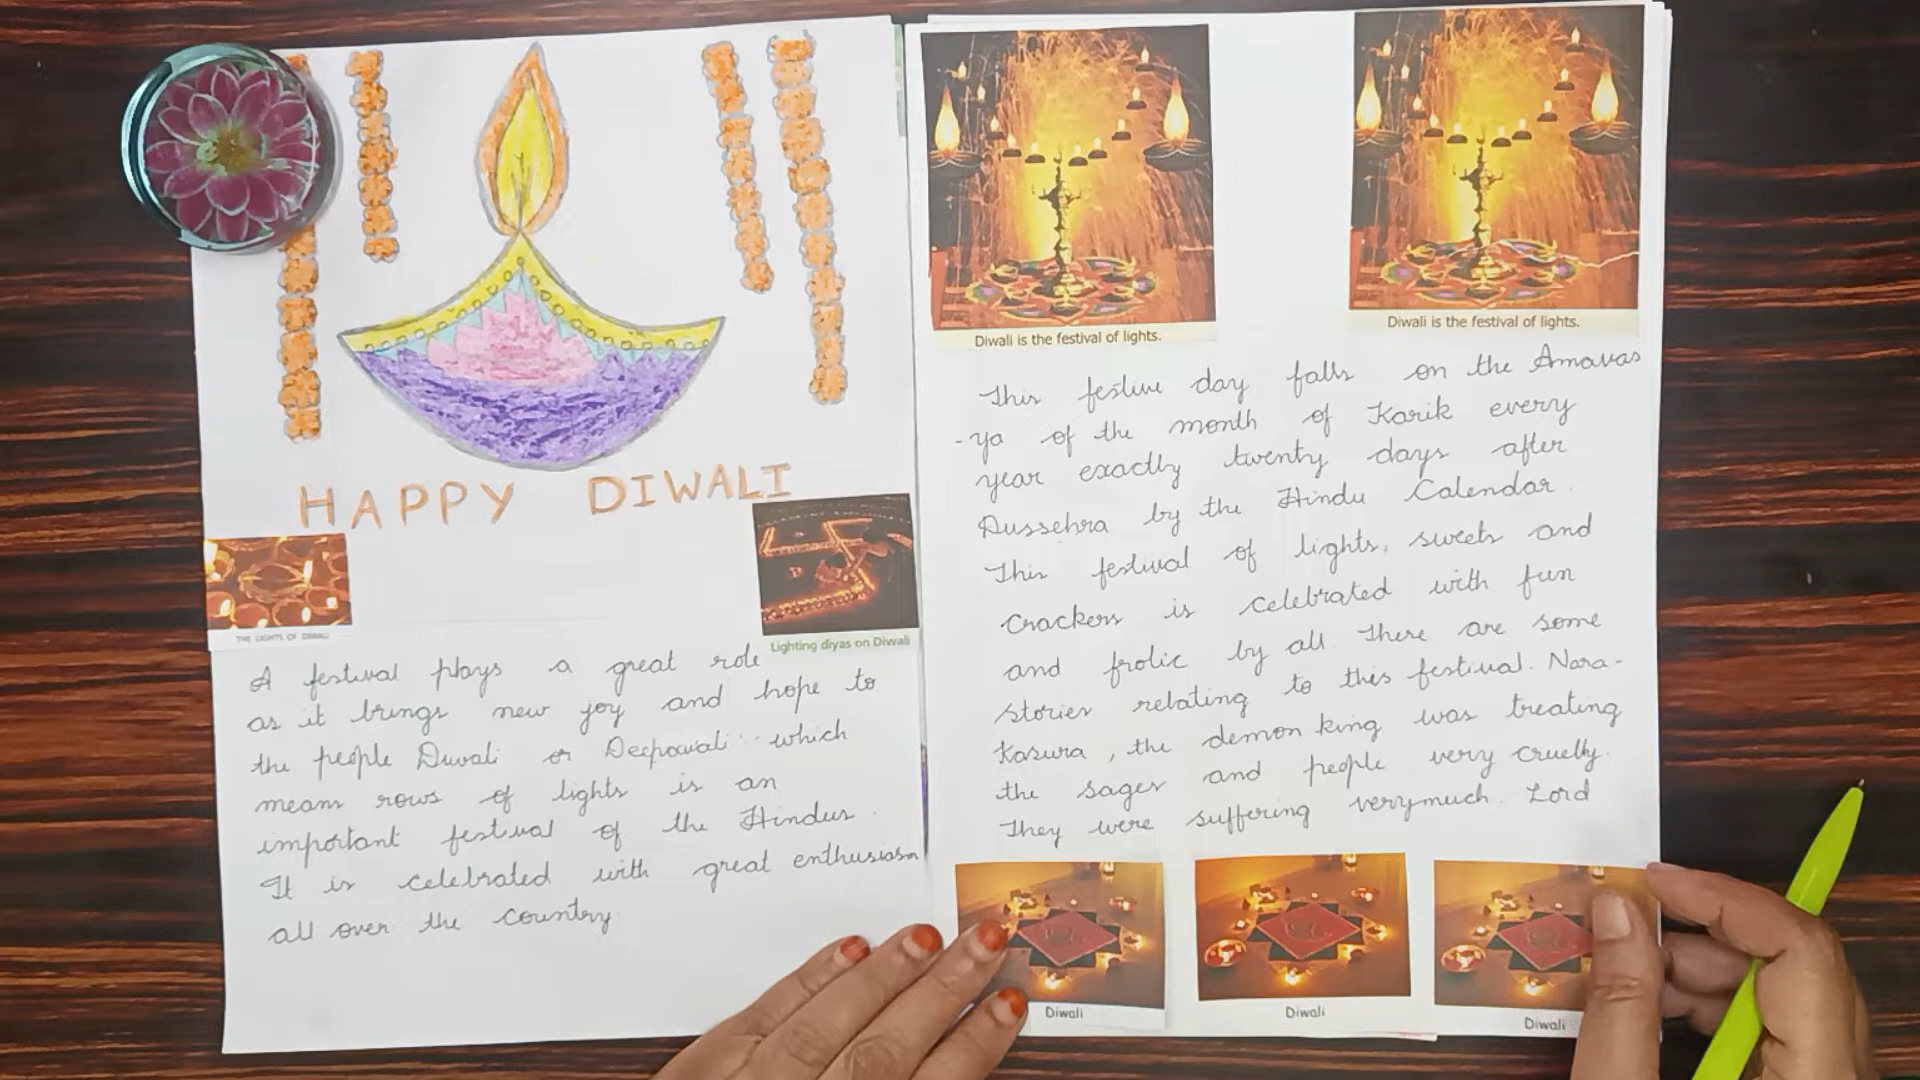 HAPPY DIWALI
THE LIGHTS OF DIWALI
Lighting diyas on Diwali
A festival plays a great role
as it brings new joy and hope to
the people Diwali or Deepavali which
means rows of lights is an
important festival of the Hindus.
It is celebrated with great enthusiasm
all over the country
Diwali is the festival of lights.
Diwali is the festival of lights.
This festive day falls on the Amavas
-ya of the month of Karik every
year exactly twenty days after
Dussehra by the Hindu Calendar.
This festival of lights, sweets and
crackers is celebrated with fun
and frolic by all There are some
stories relating to this festival. Nara-
kasura, the demon king was treating
the sages and people very cruelly.
They were suffering verymuch. Lord
Diwali
Diwali
Diwali